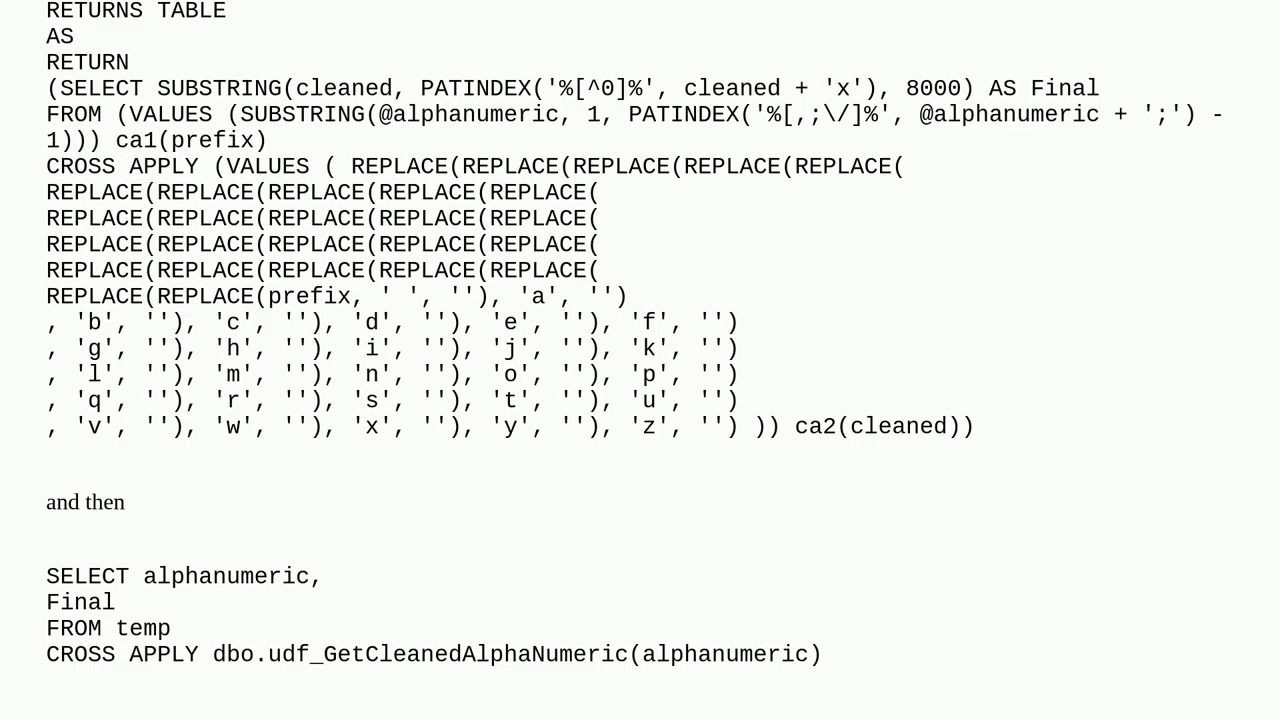 RETURNS TABLE
AS
RETURN
(SELECT SUBSTRING(cleaned, PATINDEX('%[^0]%', cleaned + 'x'), 8000) AS Final
FROM (VALUES (SUBSTRING(@alphanumeric, 1, PATINDEX('%[,;\/]%', @alphanumeric + ';') -
1))) ca1(prefix)
CROSS APPLY (VALUES ( REPLACE(REPLACE(REPLACE(REPLACE(REPLACE(
REPLACE(REPLACE(REPLACE(REPLACE(REPLACE(
REPLACE(REPLACE(REPLACE(REPLACE(REPLACE(
REPLACE(REPLACE(REPLACE(REPLACE(REPLACE(
REPLACE(REPLACE(REPLACE(REPLACE(REPLACE(
REPLACE(REPLACE(prefix, ' ', ''), 'a', '')
, 'b', ''), 'c', ''), 'd', ''), 'e', ''), 'f', '')
, 'g', ''), 'h', ''), 'i', ''), 'j', ''), 'k', '')
, 'l', ''), 'm', ''), 'n', ''), 'o', ''), 'p', '')
, 'q', ''), 'r', ''), 's', ''), 't', ''), 'u', '')
, 'v', ''), 'w', ''), 'x', ''), 'y', ''), 'z', '') )) ca2(cleaned))
and then
SELECT alphanumeric,
Final
FROM temp
CROSS APPLY dbo.udf_GetCleanedAlphaNumeric(alphanumeric)